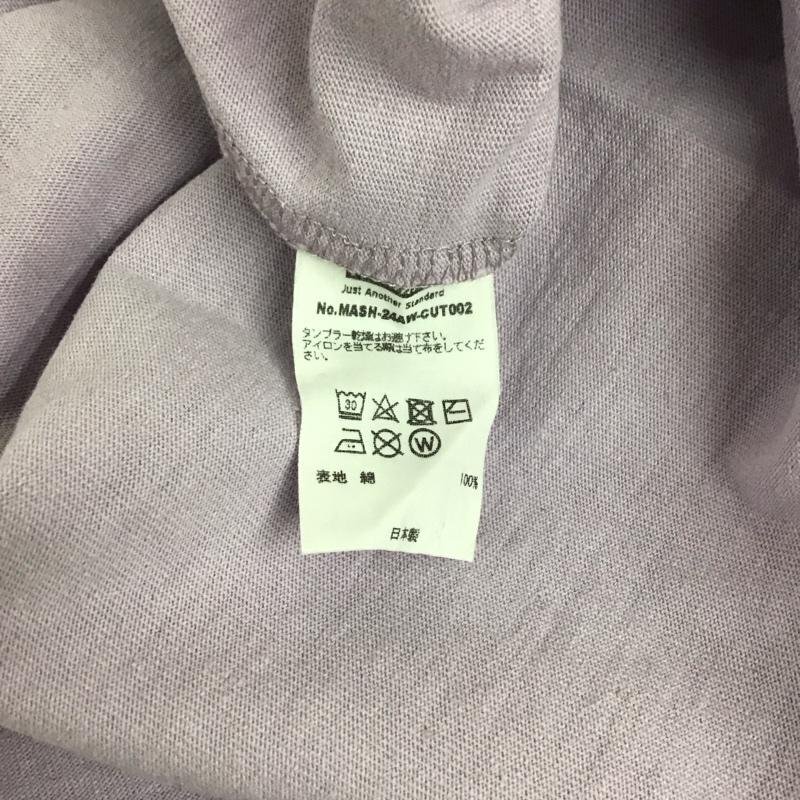 Just Another Standard
No.MASH-24AW-CUT002
タンブラー乾燥はお避け下さい。
アイロンを当てる際は当て布をしてくだ
さい。
30
W
表地 綿 100%
日本製